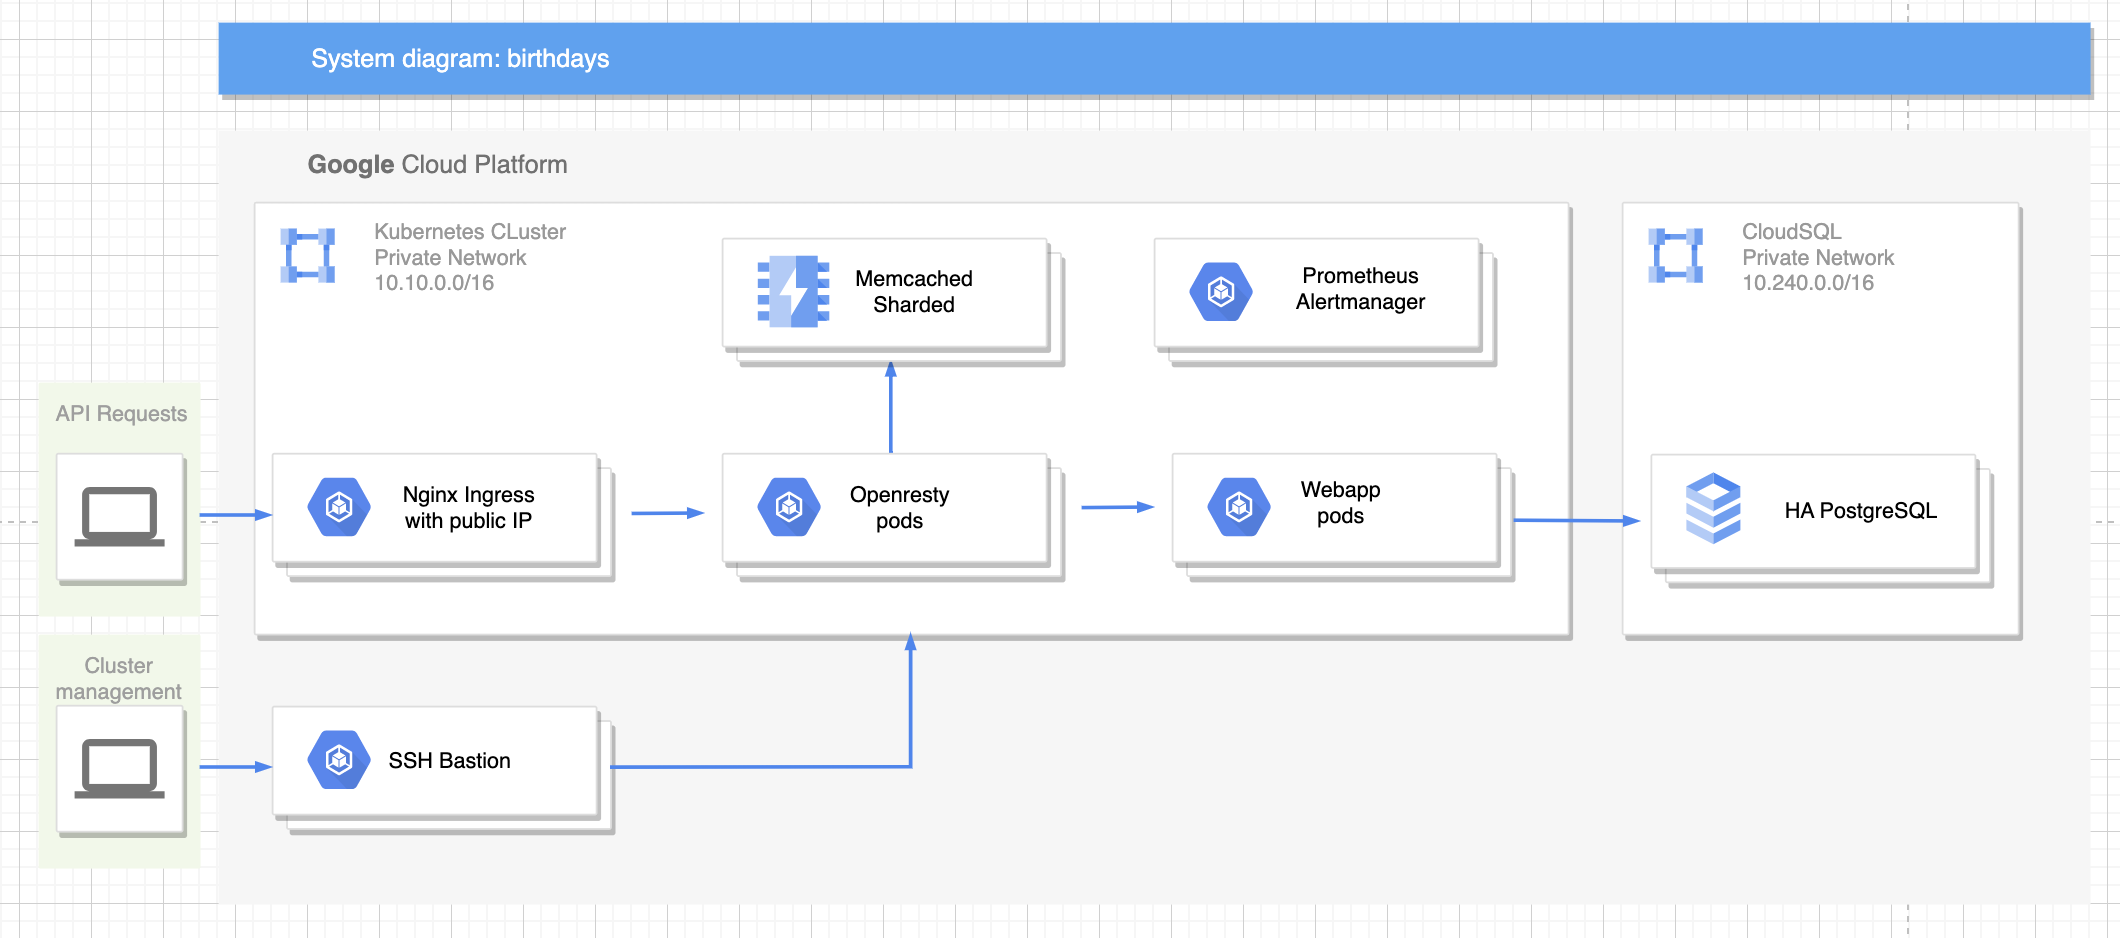 System diagram: birthdays
Google Cloud Platform
Kubernetes CLuster
Private Network
10.10.0.0/16
Memcached
Sharded
Prometheus
Alertmanager
CloudSQL
Private Network
10.240.0.0/16
API Requests
Nginx Ingress
with public IP
Openresty
pods
Webapp
pods
HA PostgreSQL
Cluster
management
SSH Bastion